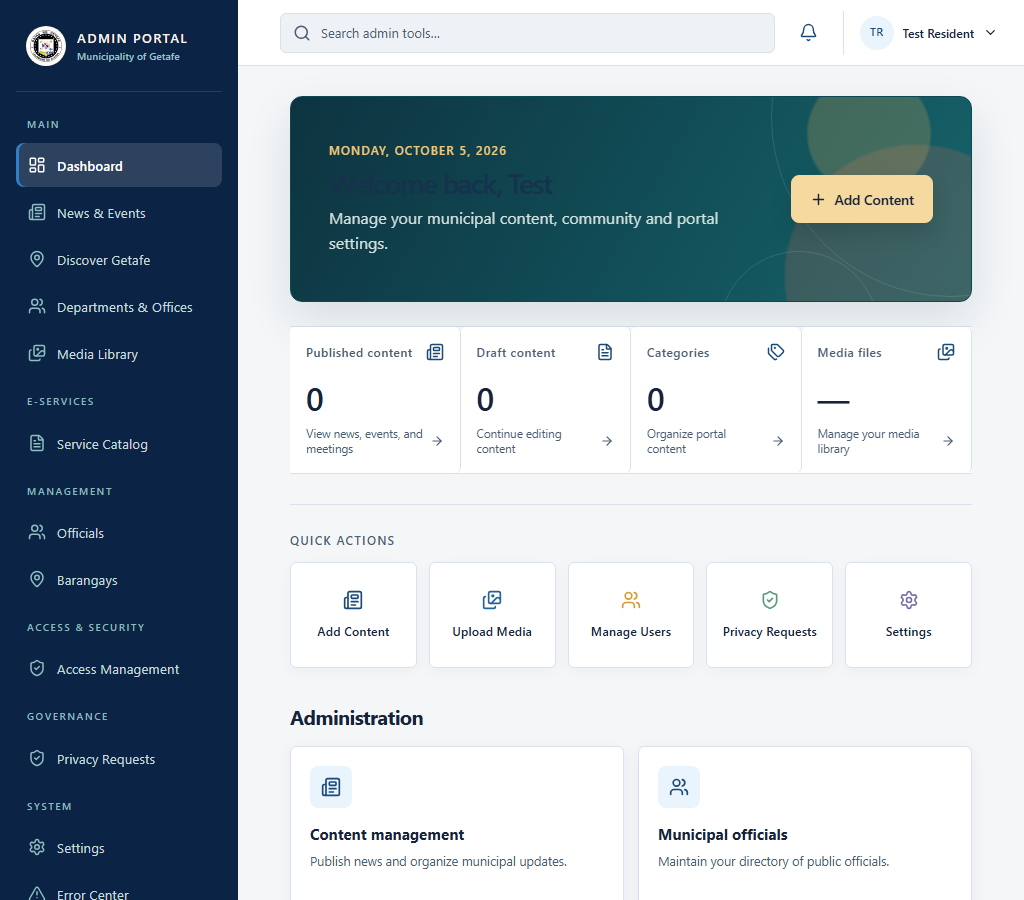 ADMIN PORTAL
Municipality of Getafe
MAIN
Dashboard
News & Events
Discover Getafe
Departments & Offices
Media Library
E-SERVICES
Service Catalog
MANAGEMENT
Officials
Barangays
ACCESS & SECURITY
Access Management
GOVERNANCE
Privacy Requests
SYSTEM
Settings
Error Center
Search admin tools...
TR
Test Resident
MONDAY, OCTOBER 5, 2026
Welcome back, Test
Manage your municipal content, community and portal
settings.
+ Add Content
Published content
0
View news, events, and
meetings
Draft content
0
Continue editing
content
Categories
0
Organize portal
content
Media files
—
Manage your media
library
QUICK ACTIONS
Add Content
Upload Media
Manage Users
Privacy Requests
Settings
Administration
Content management
Publish news and organize municipal updates.
Municipal officials
Maintain your directory of public officials.